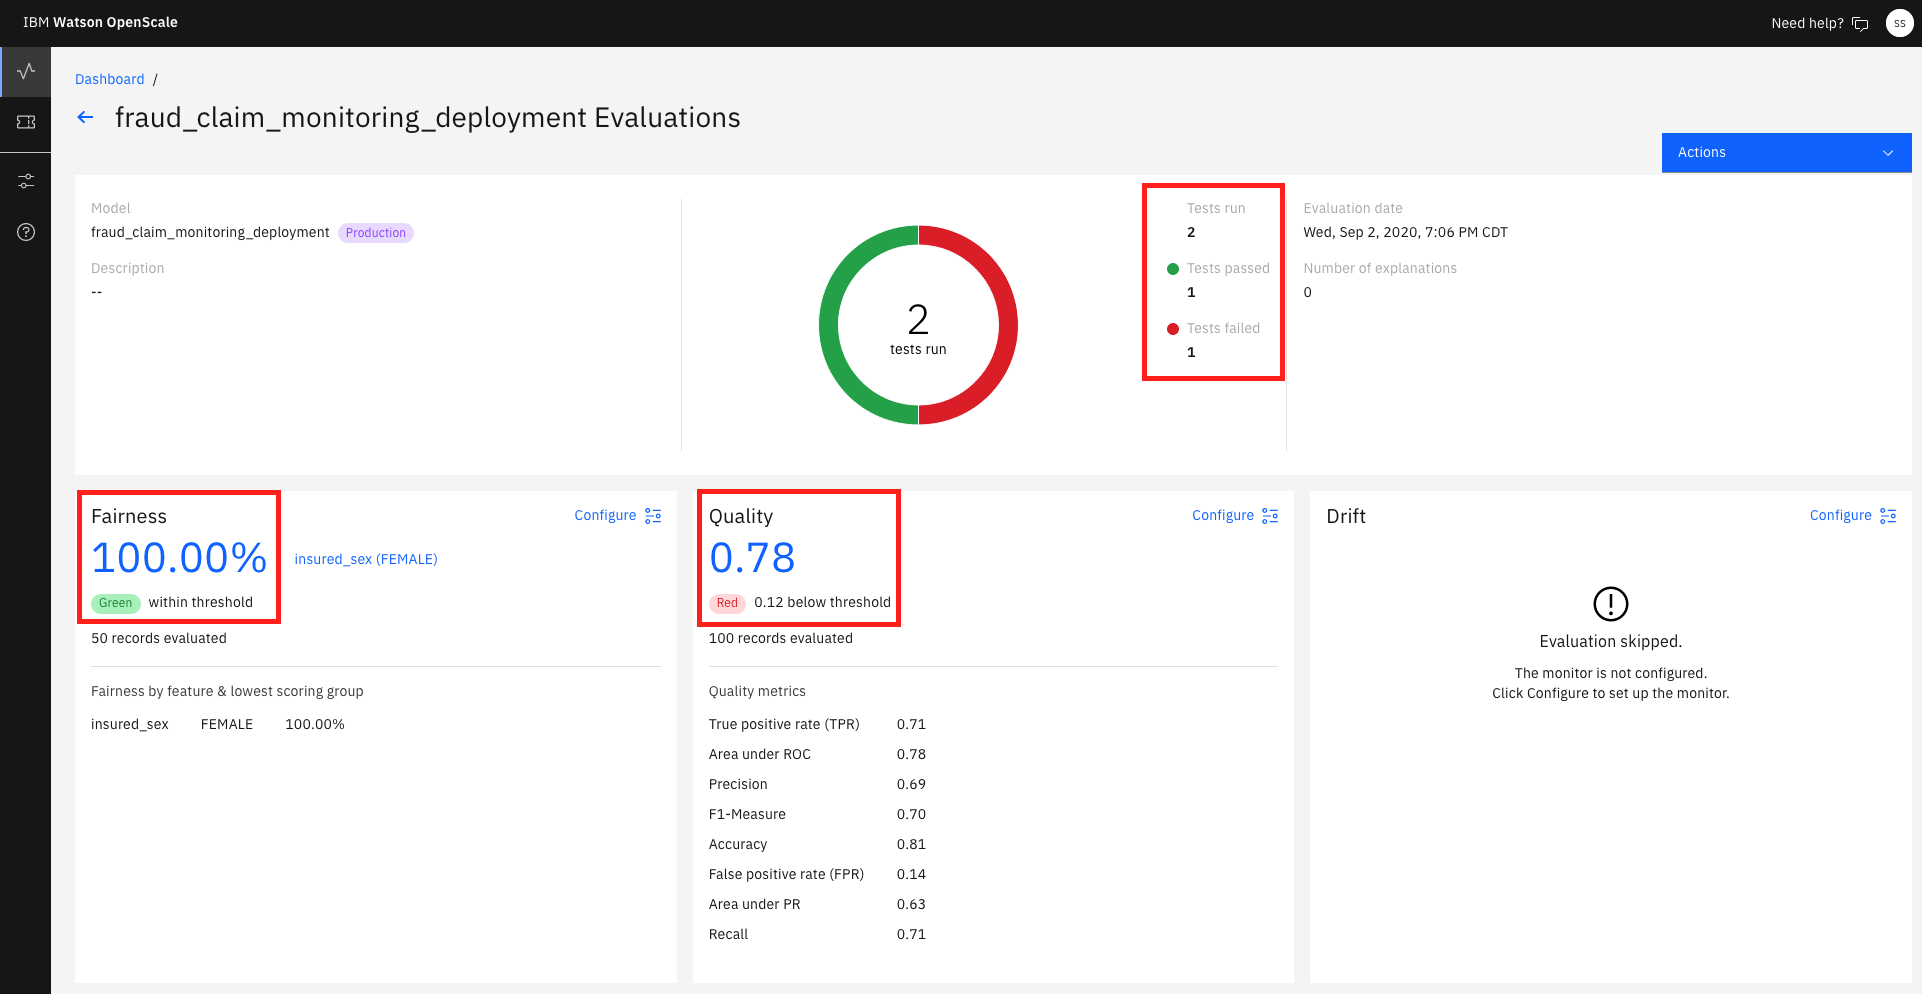 IBM Watson OpenScale
Need help?
SS
Dashboard /
fraud_claim_monitoring_deployment Evaluations
Actions
Model
fraud_claim_monitoring_deployment Production
Description
--
2
tests run
Tests run
2
Tests passed
1
Tests failed
1
Evaluation date
Wed, Sep 2, 2020, 7:06 PM CDT
Number of explanations
0
Fairness
Configure
100.00%
insured_sex (FEMALE)
Green within threshold
50 records evaluated
Fairness by feature & lowest scoring group
insured_sex FEMALE 100.00%
Quality
Configure
0.78
Red 0.12 below threshold
100 records evaluated
Quality metrics
True positive rate (TPR) 0.71
Area under ROC 0.78
Precision 0.69
F1-Measure 0.70
Accuracy 0.81
False positive rate (FPR) 0.14
Area under PR 0.63
Recall 0.71
Drift
Configure
Evaluation skipped.
The monitor is not configured.
Click Configure to set up the monitor.